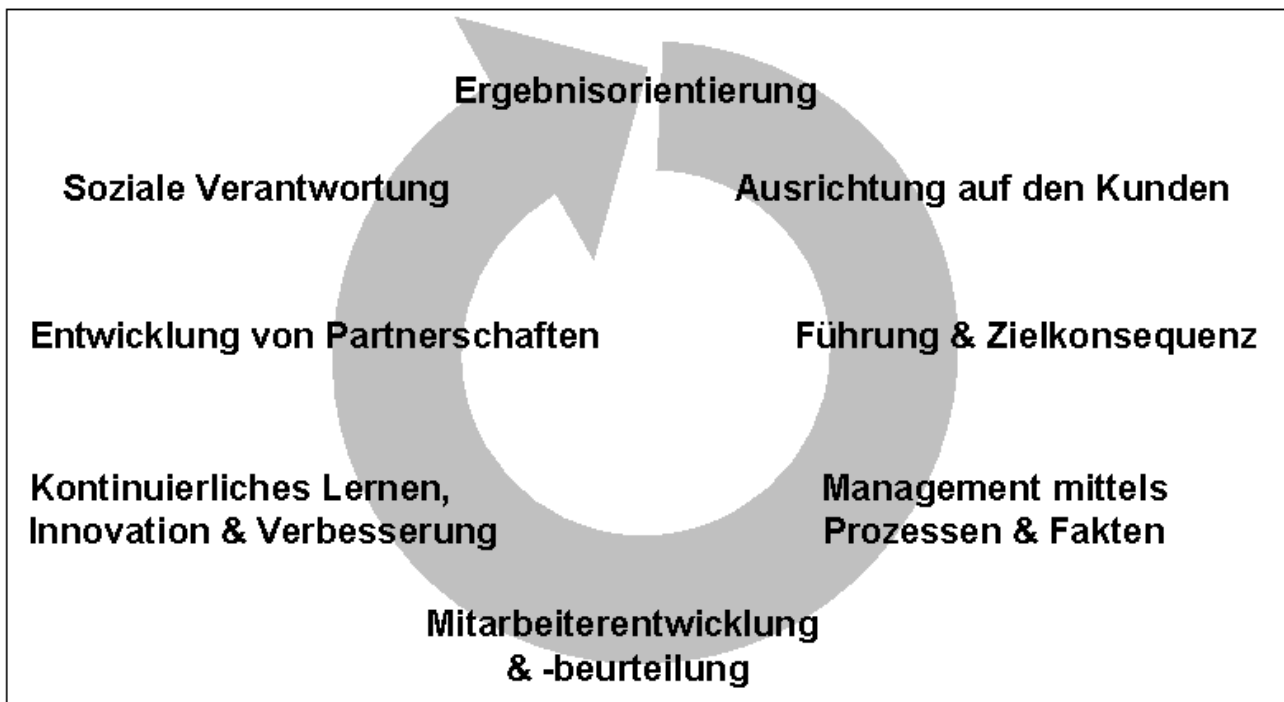 Ergebnisorientierung
Soziale Verantwortung
Ausrichtung auf den Kunden
Entwicklung von Partnerschaften
Führung & Zielkonsequenz
Kontinuierliches Lernen,
Innovation & Verbesserung
Management mittels
Prozessen & Fakten
Mitarbeiterentwicklung
& -beurteilung